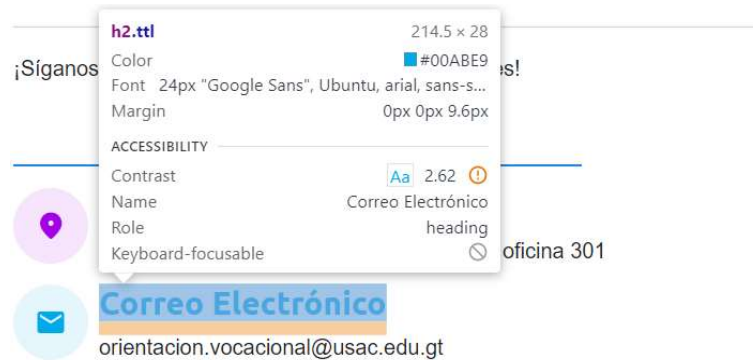 h2.ttl 214.5 × 28
Color #00ABE9
¡Síganos es!
Font 24px "Google Sans", Ubuntu, arial, sans-s...
Margin 0px 0px 9.6px
ACCESSIBILITY
Contrast Aa 2.62
Name Correo Electrónico
Role heading
Keyboard-focusable
oficina 301
Correo Electrónico
orientacion.vocacional@usac.edu.gt